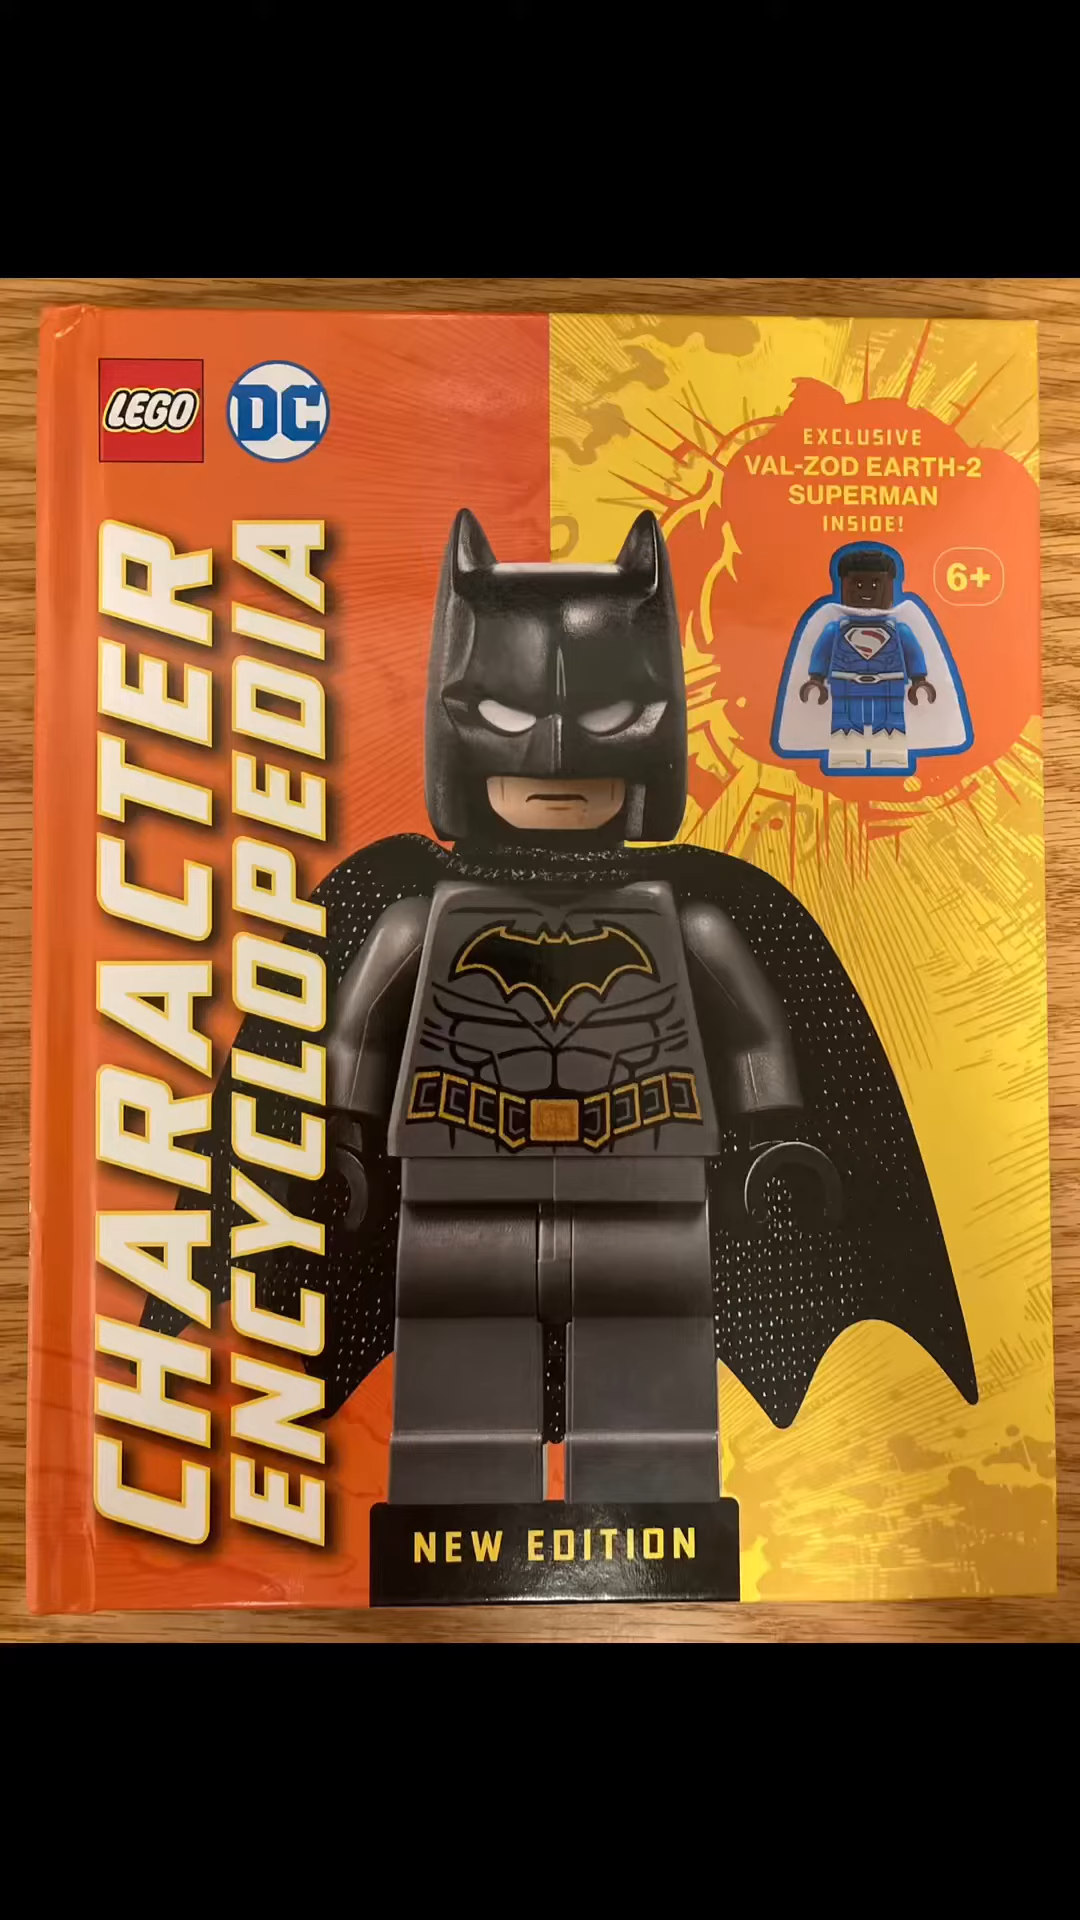 LEGO
DC
CHARACTER
ENCYCLOPEDIA
EXCLUSIVE
VAL-ZOD EARTH-2
SUPERMAN
INSIDE!
6+
NEW EDITION